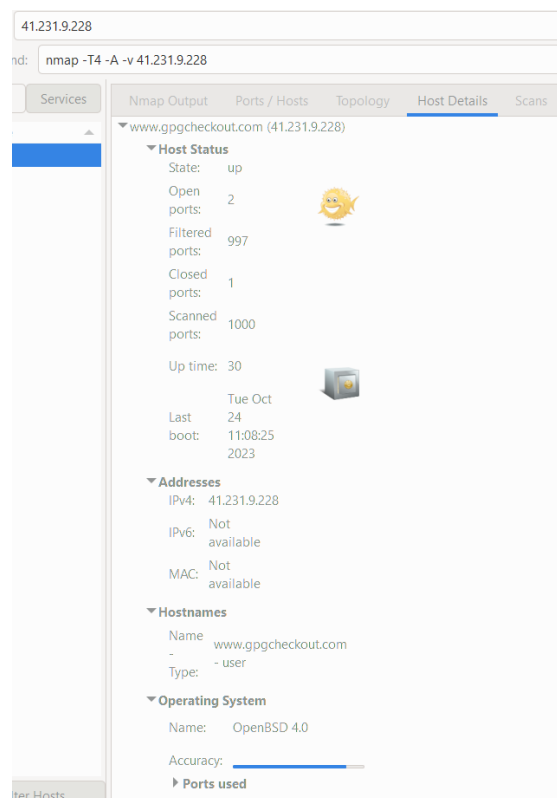 41.231.9.228
nd: nmap -T4 -A -v 41.231.9.228
Services
Nmap Output Ports / Hosts Topology Host Details Scans
www.gpgcheckout.com (41.231.9.228)
Host Status
State: up
Open
ports: 2
Filtered
ports: 997
Closed
ports: 1
Scanned
ports: 1000
Up time: 30
Last
boot: Tue Oct
24
11:08:25
2023
Addresses
IPv4: 41.231.9.228
IPv6: Not
available
MAC: Not
available
Hostnames
Name
-
Type: www.gpgcheckout.com
- user
Operating System
Name: OpenBSD 4.0
Accuracy:
Ports used
lter Hosts